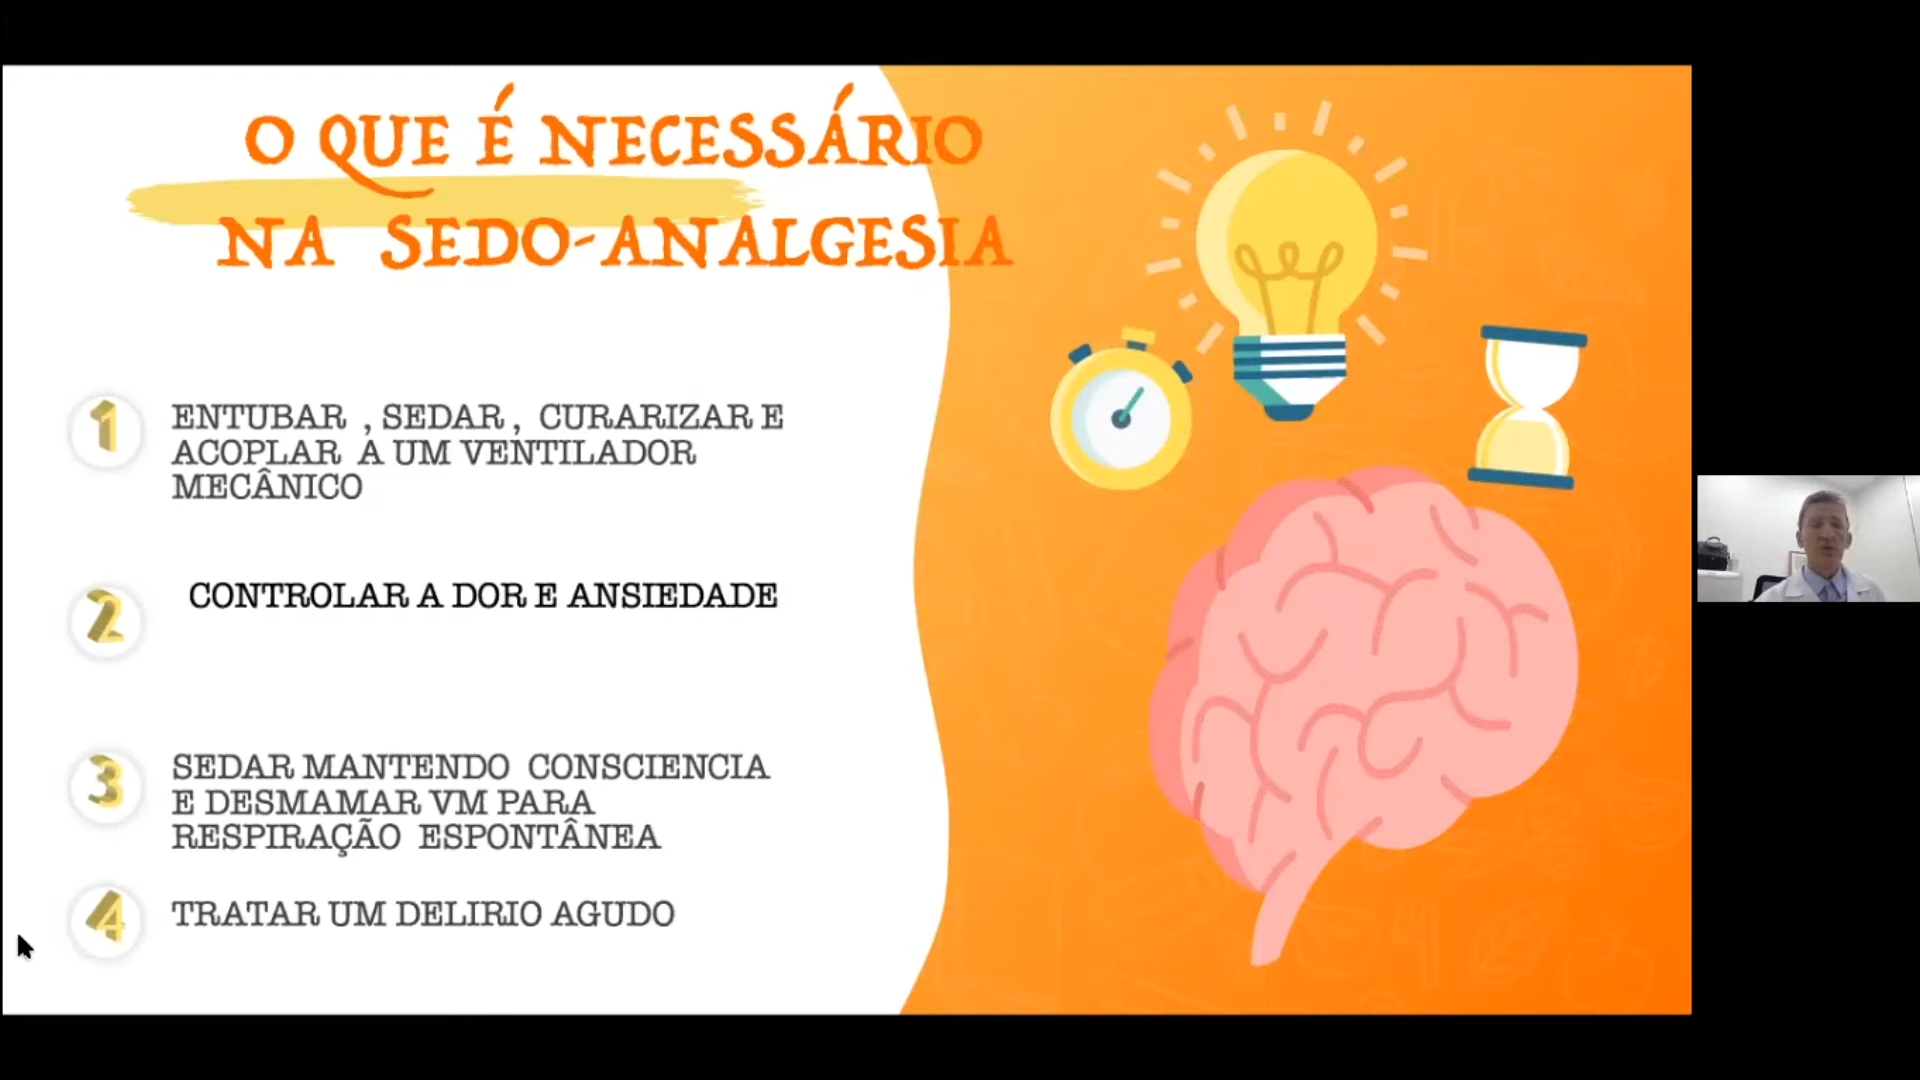 O QUE É NECESSÁRIO
NA SEDO-ANALGESIA
1
ENTUBAR , SEDAR , CURARIZAR E
ACOPLAR A UM VENTILADOR
MECÂNICO
2
CONTROLAR A DOR E ANSIEDADE
3
SEDAR MANTENDO CONSCIENCIA
E DESMAMAR VM PARA
RESPIRAÇÃO ESPONTÂNEA
4
TRATAR UM DELIRIO AGUDO